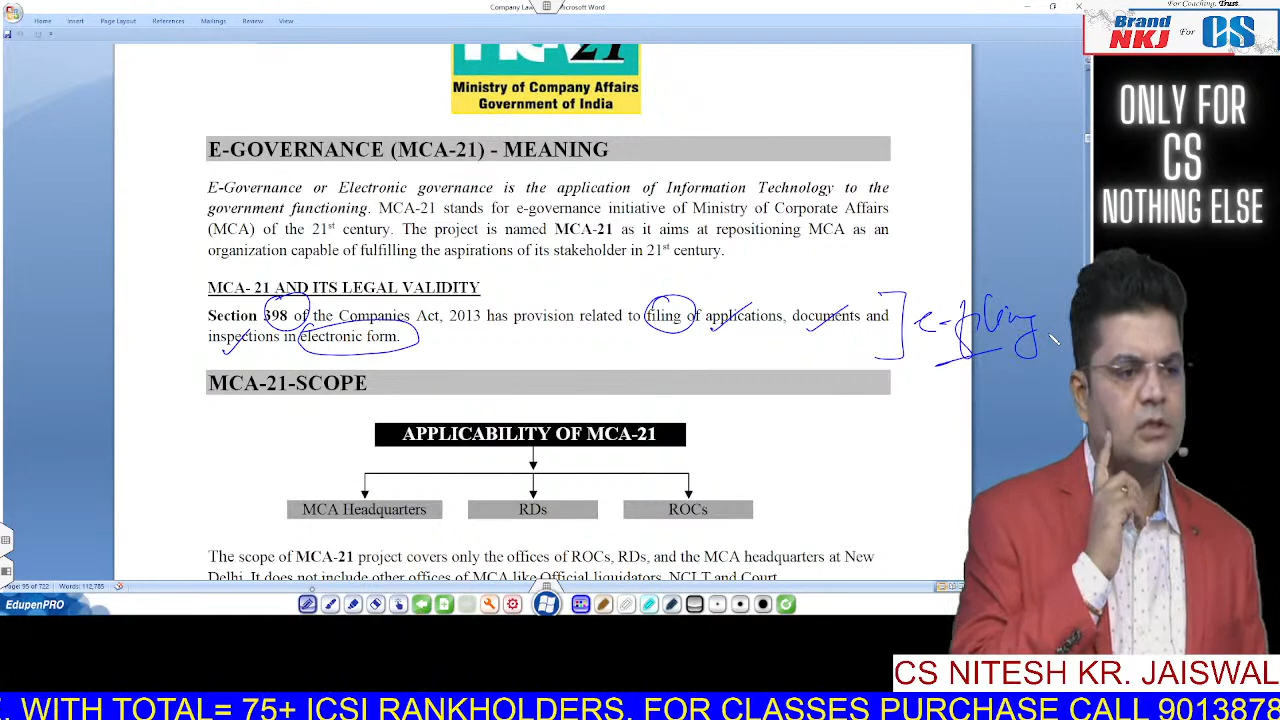 Company Law
Microsoft Word
Home Insert Page Layout References Mailings Review View
For Coaching, Trust
Brand NKJ For CS
21
Ministry of Company Affairs
Government of India
ONLY FOR
CS
NOTHING ELSE
E-GOVERNANCE (MCA-21) - MEANING
E-Governance or Electronic governance is the application of Information Technology to the
government functioning. MCA-21 stands for e-governance initiative of Ministry of Corporate Affairs
(MCA) of the 21st century. The project is named MCA-21 as it aims at repositioning MCA as an
organization capable of fulfilling the aspirations of its stakeholder in 21st century.
MCA- 21 AND ITS LEGAL VALIDITY
Section 398 of the Companies Act, 2013 has provision related to filing of applications, documents and
inspections in electronic form.
e-filing
MCA-21-SCOPE
APPLICABILITY OF MCA-21
MCA Headquarters RDs ROCs
The scope of MCA-21 project covers only the offices of ROCs, RDs, and the MCA headquarters at New
Delhi. It does not include other offices of MCA like Official liquidators, NCLT and Court
Page: 95 of 722 Words: 112,785
EdupenPRO
CS NITESH KR. JAISWAL
. WITH TOTAL= 75+ ICSI RANKHOLDERS. FOR CLASSES PURCHASE CALL 9013878